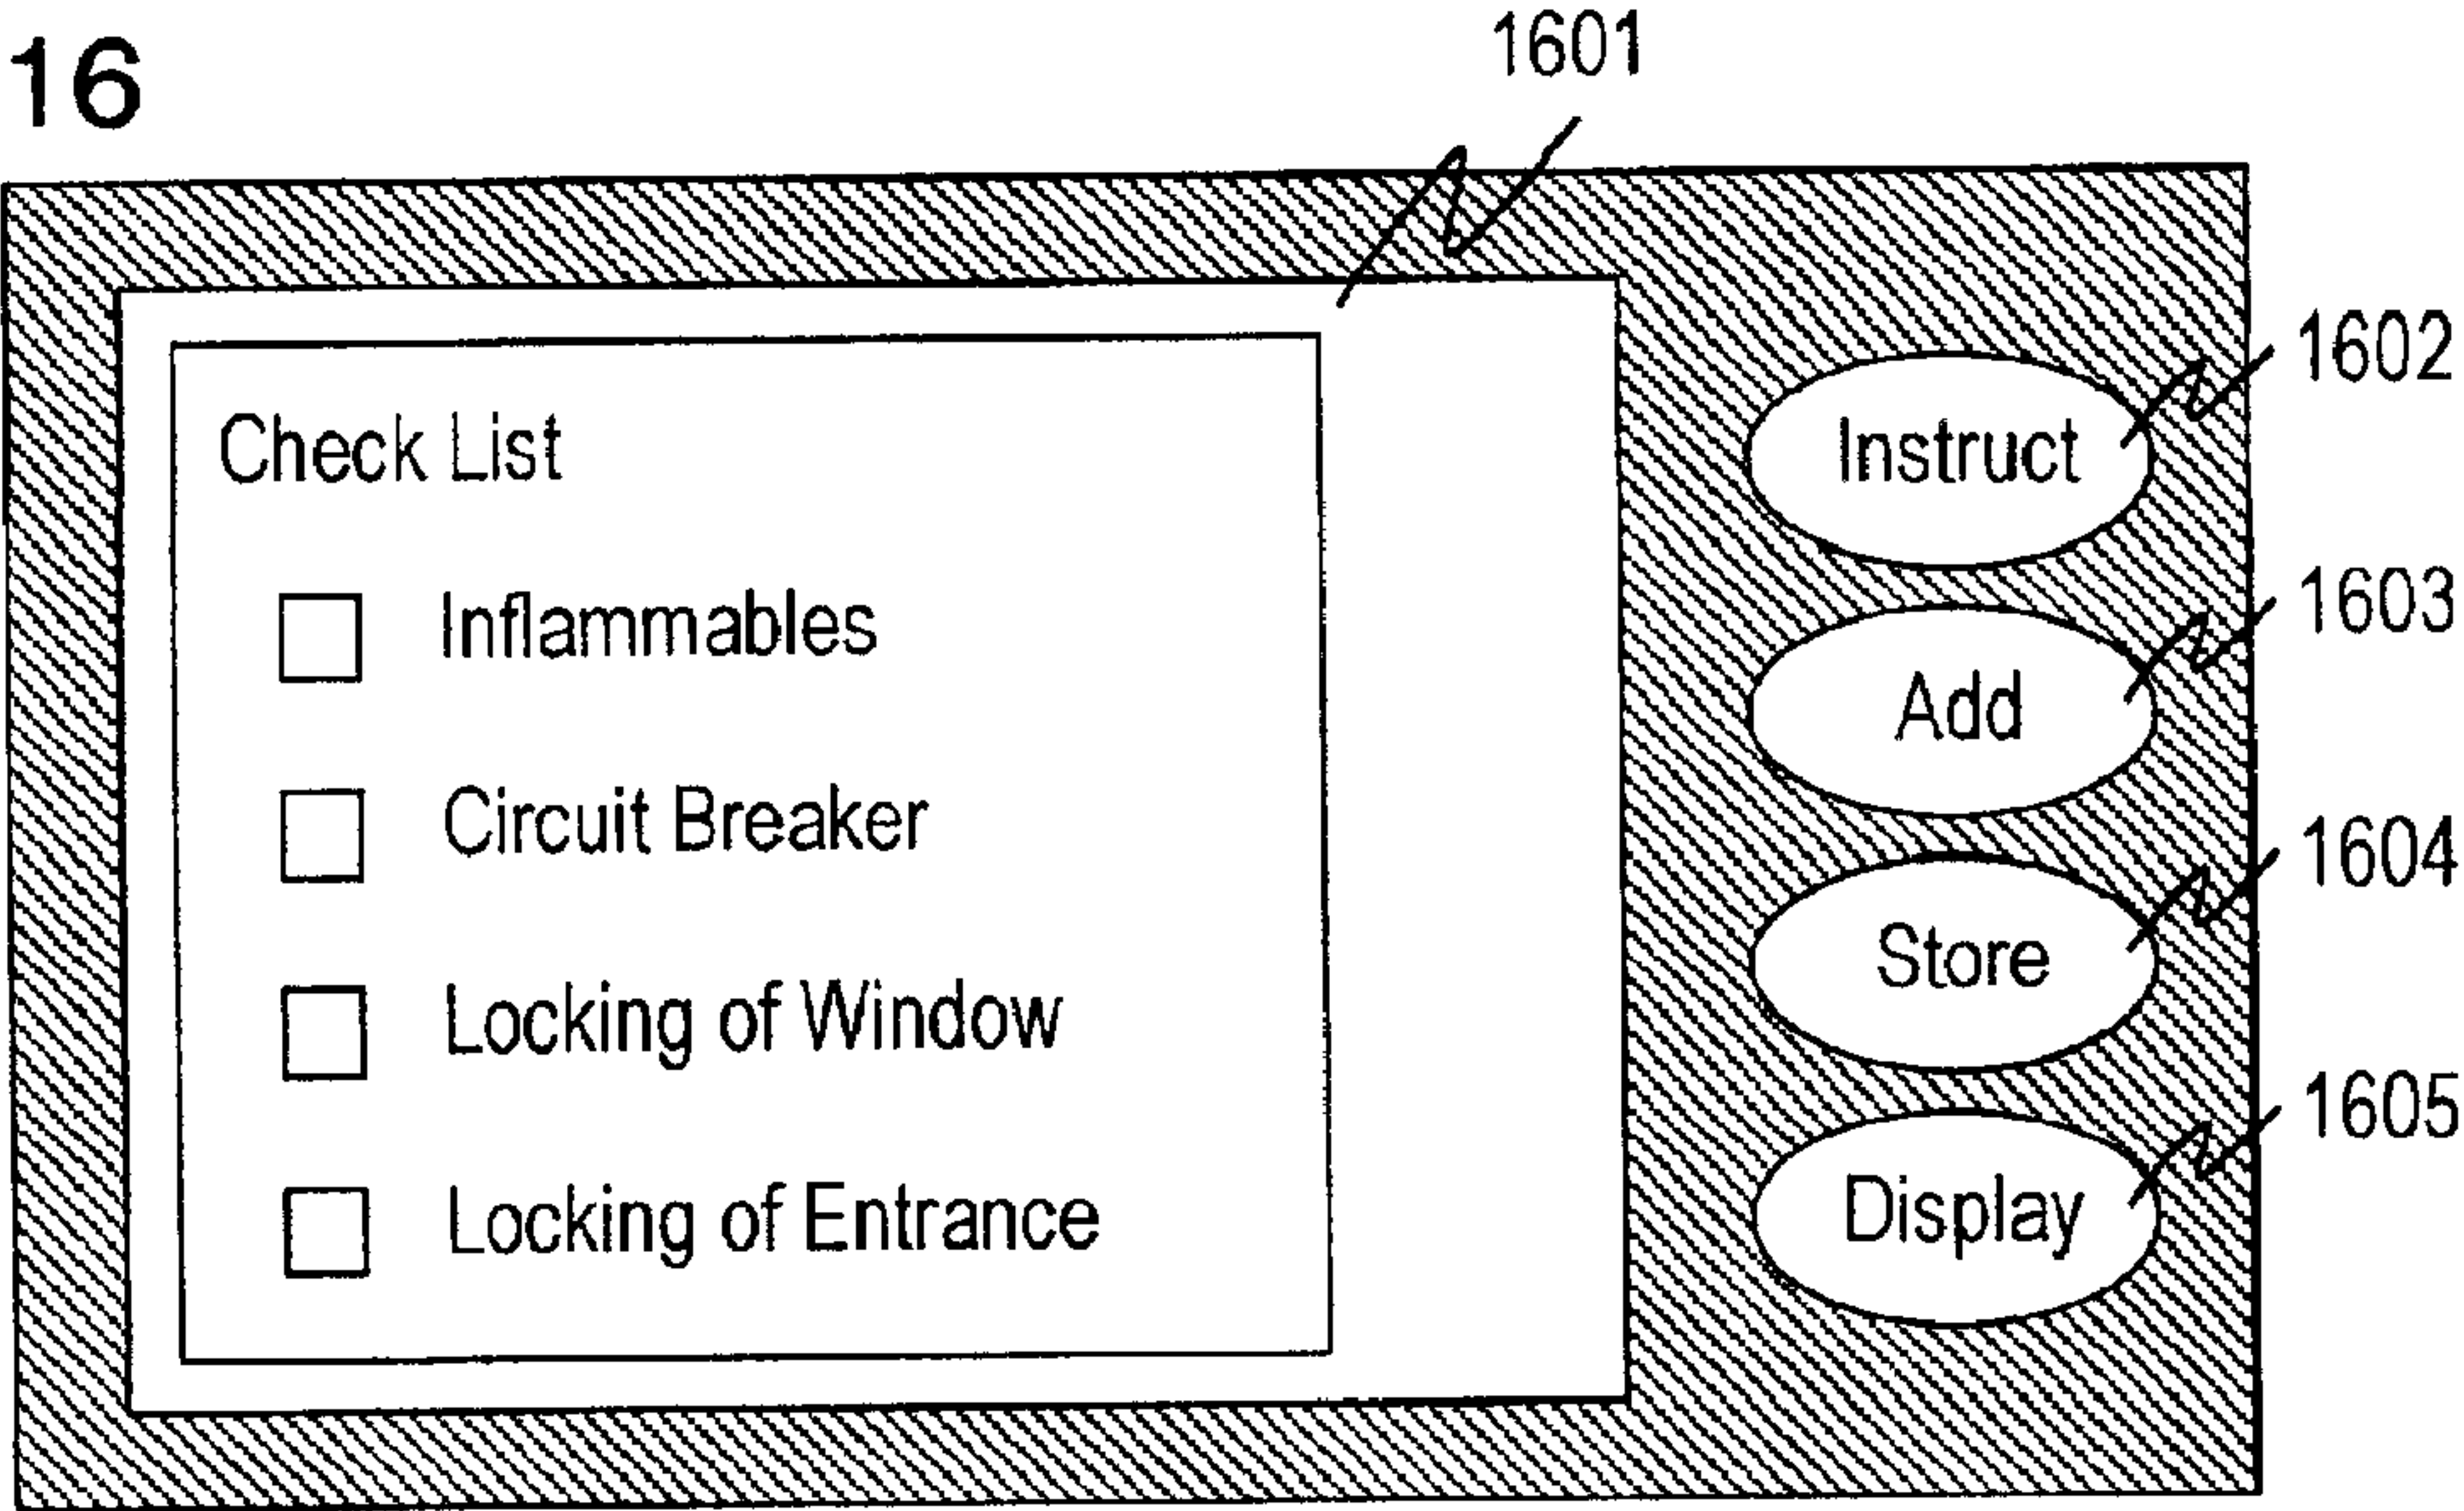 16
1601
Check List
Inflammables
Circuit Breaker
Locking of Window
Locking of Entrance
Instruct
1602
Add
1603
Store
1604
Display
1605